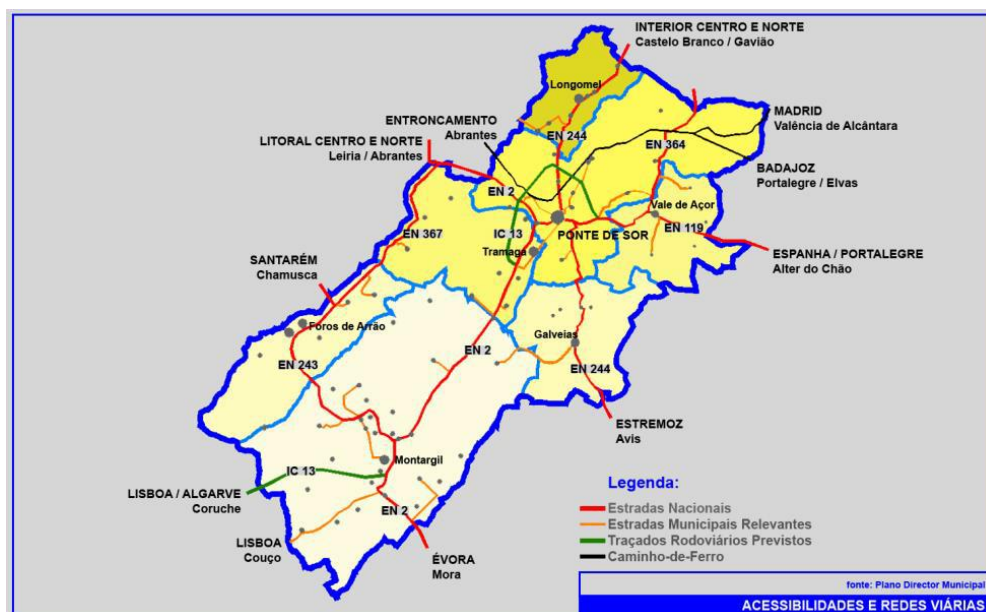 INTERIOR CENTRO E NORTE
Castelo Branco / Gavião
Longomel
MADRID
Valência de Alcântara
ENTRONCAMENTO
Abrantes
LITORAL CENTRO E NORTE
Leiria / Abrantes
EN 244
EN 364
BADAJOZ
Portalegre / Elvas
EN 2
Vale de Açor
EN 367
IC 13
PONTE DE SOR
EN 119
Tramaga
ESPANHA / PORTALEGRE
Alter do Chão
SANTARÉM
Chamusca
Foros de Arrão
Galveias
EN 243
EN 2
EN 244
ESTREMOZ
Avis
Montargil
IC 13
LISBOA / ALGARVE
Coruche
EN 2
LISBOA
Couço
ÉVORA
Mora
Legenda:
Estradas Nacionais
Estradas Municipais Relevantes
Traçados Rodoviários Previstos
Caminho-de-Ferro
fonte: Plano Director Municipal
ACESSIBILIDADES E REDES VIÁRIAS